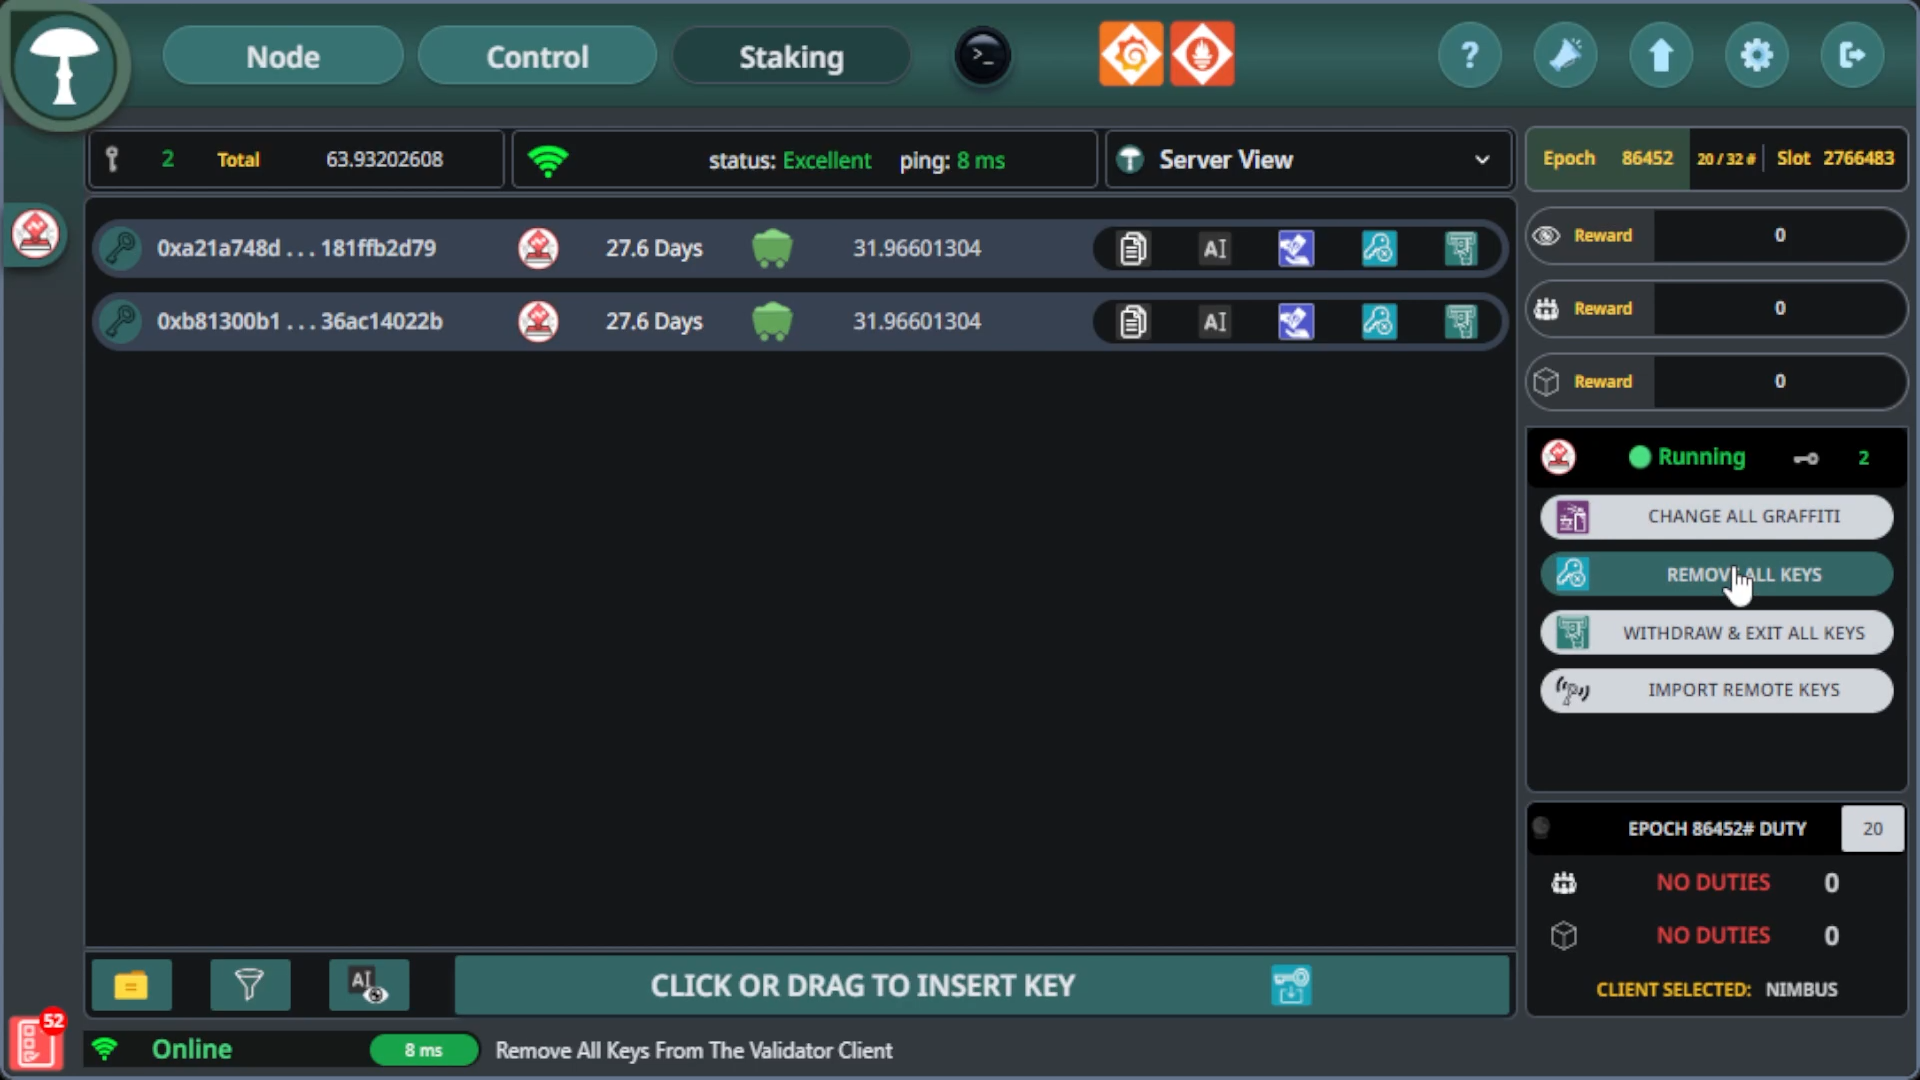 Node
Control
Staking
>_
?
2 Total 63.93202608
status: Excellent ping: 8 ms
Server View
Epoch 86452 20 / 32 # Slot 2766483
0xa21a748d . . . 181ffb2d79 27.6 Days 31.96601304 AI
0xb81300b1 . . . 36ac14022b 27.6 Days 31.96601304 AI
Reward 0
Reward 0
Reward 0
Running 2
CHANGE ALL GRAFFITI
REMOVE ALL KEYS
WITHDRAW & EXIT ALL KEYS
IMPORT REMOTE KEYS
EPOCH 86452# DUTY 20
NO DUTIES 0
NO DUTIES 0
CLIENT SELECTED: NIMBUS
AI
CLICK OR DRAG TO INSERT KEY
52
Online 8 ms Remove All Keys From The Validator Client